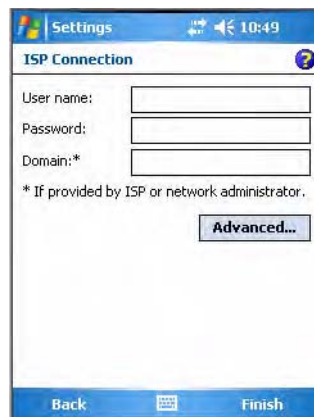 Settings 10:49
ISP Connection
User name:
Password:
Domain:*
* If provided by ISP or network administrator.
Advanced...
Back Finish